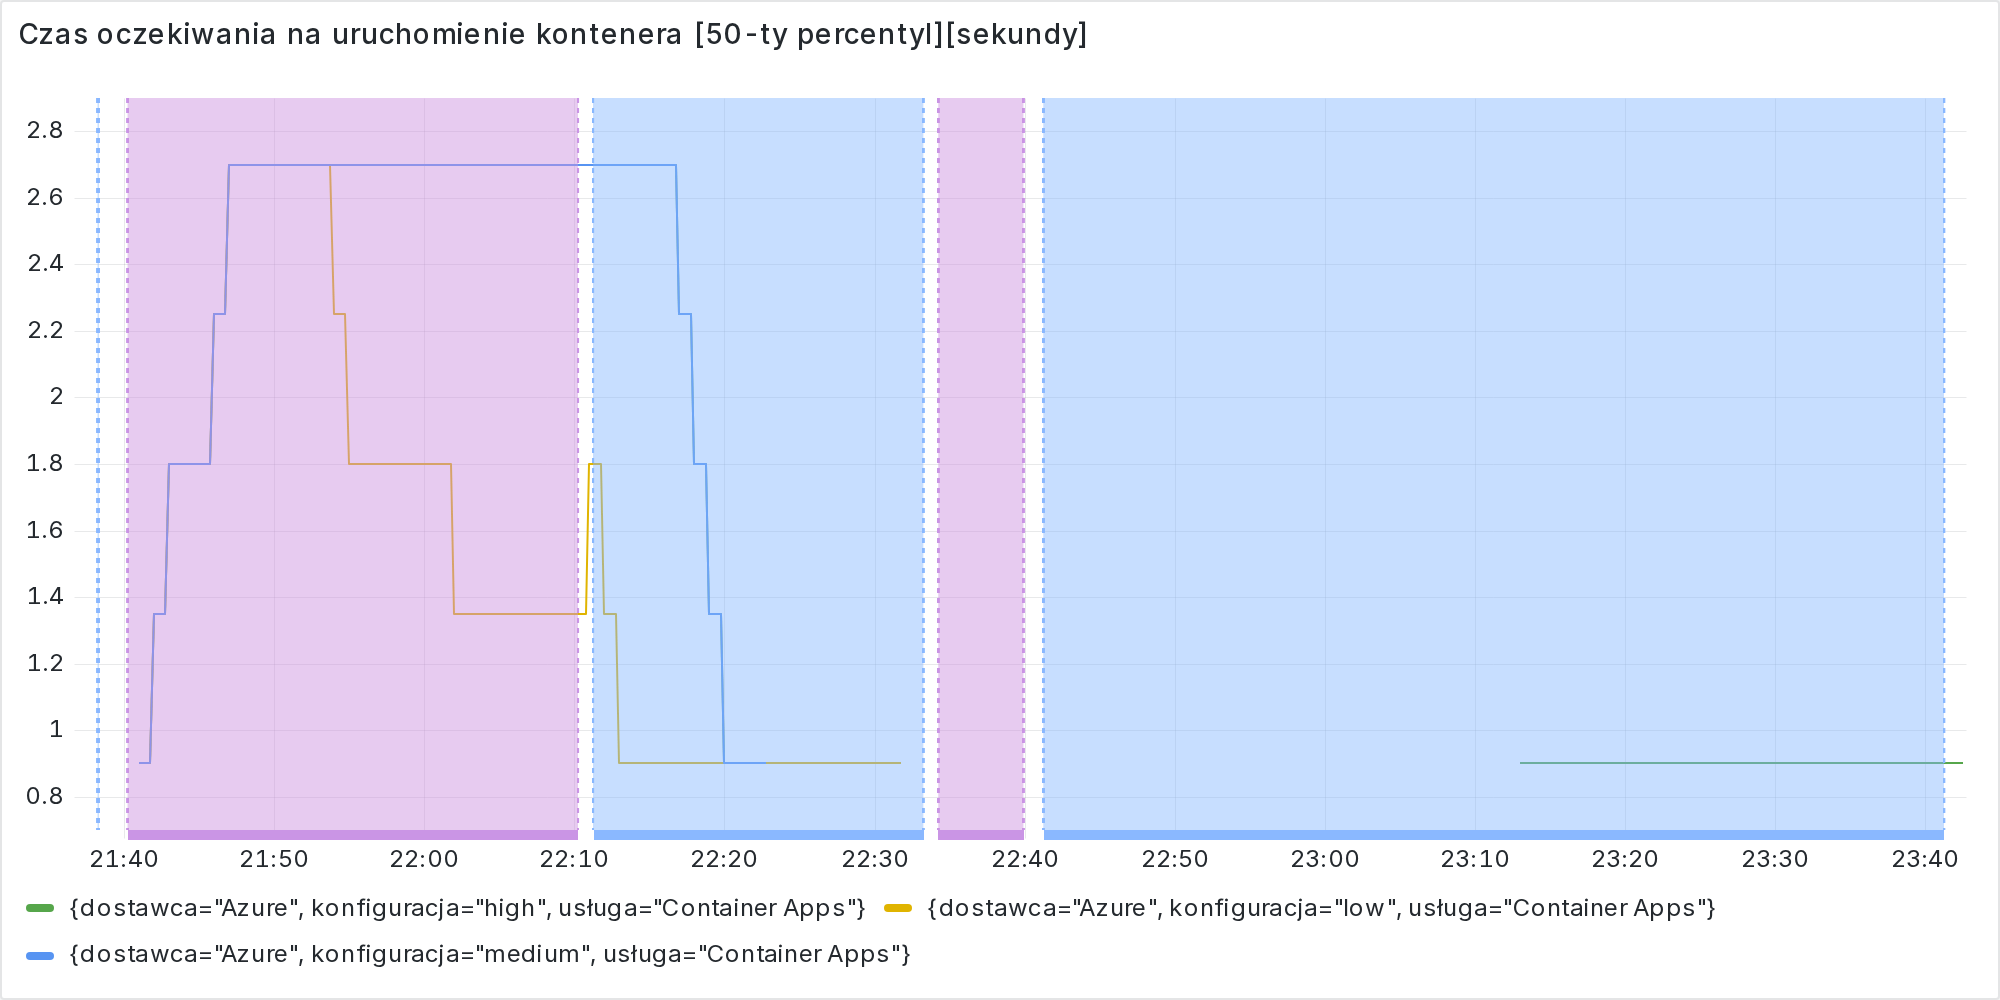 Czas oczekiwania na uruchomienie kontenera [50-ty percentyl][sekundy]
2.8
2.6
2.4
2.2
2
1.8
1.6
1.4
1.2
1
0.8
21:40 21:50 22:00 22:10 22:20 22:30 22:40 22:50 23:00 23:10 23:20 23:30 23:40
{dostawca="Azure", konfiguracja="high", usługa="Container Apps"} {dostawca="Azure", konfiguracja="low", usługa="Container Apps"}
{dostawca="Azure", konfiguracja="medium", usługa="Container Apps"}